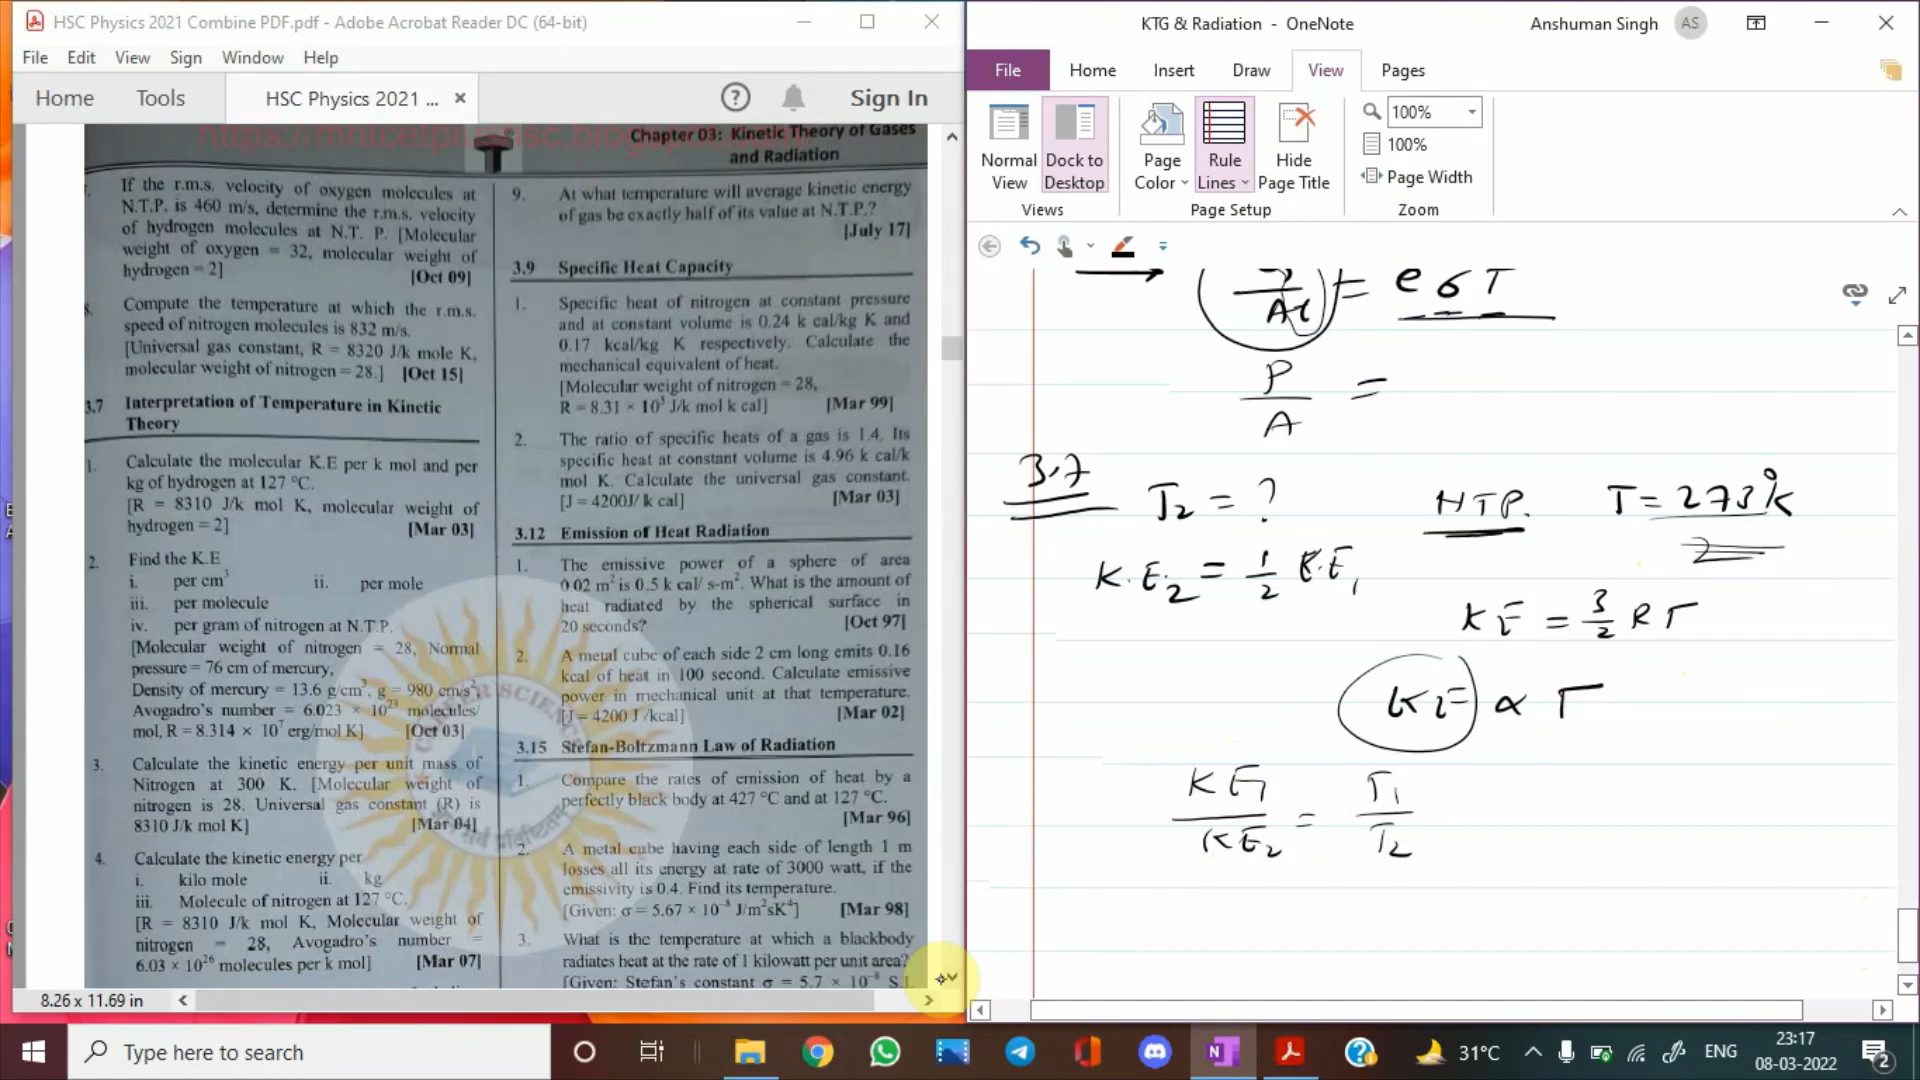 HSC Physics 2021 Combine PDF.pdf - Adobe Acrobat Reader DC (64-bit)
File Edit View Sign Window Help
Home Tools HSC Physics 2021 ... Sign In
Chapter 03: Kinetic Theory of Gases
and Radiation
If the r.m.s. velocity of oxygen molecules at
N.T.P. is 460 m/s, determine the r.m.s. velocity
of hydrogen molecules at N.T. P. [Molecular
weight of oxygen = 32, molecular weight of
hydrogen = 2] [Oct 09]
8. Compute the temperature at which the r.m.s.
speed of nitrogen molecules is 832 m/s.
[Universal gas constant, R = 8320 J/k mole K,
molecular weight of nitrogen = 28.] [Oct 15]
3.7 Interpretation of Temperature in Kinetic
Theory
1. Calculate the molecular K.E per k mol and per
kg of hydrogen at 127 °C.
[R = 8310 J/k mol K, molecular weight of
hydrogen = 2] [Mar 03]
2. Find the K.E
i. per cm³ ii. per mole
iii. per molecule
iv. per gram of nitrogen at N.T.P.
[Molecular weight of nitrogen = 28, Normal
pressure = 76 cm of mercury,
Density of mercury = 13.6 g/cm³, g = 980 cm/s²,
Avogadro's number = 6.023 × 10²³ molecules/
mol, R = 8.314 × 10⁷ erg/mol K] [Oct 03]
3. Calculate the kinetic energy per unit mass of
Nitrogen at 300 K. [Molecular weight of
nitrogen is 28. Universal gas constant (R) is
8310 J/k mol K] [Mar 04]
4. Calculate the kinetic energy per
i. kilo mole ii. kg
iii. Molecule of nitrogen at 127 °C.
[R = 8310 J/k mol K, Molecular weight of
nitrogen = 28, Avogadro's number =
6.03 × 10²⁶ molecules per k mol] [Mar 07]
9. At what temperature will average kinetic energy
of gas be exactly half of its value at N.T.P.?
[July 17]
3.9 Specific Heat Capacity
1. Specific heat of nitrogen at constant pressure
and at constant volume is 0.24 k cal/kg K and
0.17 kcal/kg K respectively. Calculate the
mechanical equivalent of heat.
[Molecular weight of nitrogen = 28,
R = 8.31 × 10³ J/k mol k cal] [Mar 99]
2. The ratio of specific heats of a gas is 1.4. Its
specific heat at constant volume is 4.96 k cal/k
mol K. Calculate the universal gas constant.
[J = 4200J/ k cal] [Mar 03]
3.12 Emission of Heat Radiation
1. The emissive power of a sphere of area
0.02 m² is 0.5 k cal/ s-m². What is the amount of
heat radiated by the spherical surface in
20 seconds? [Oct 97]
2. A metal cube of each side 2 cm long emits 0.16
kcal of heat in 100 second. Calculate emissive
power in mechanical unit at that temperature.
[J = 4200 J /kcal] [Mar 02]
3.15 Stefan-Boltzmann Law of Radiation
1. Compare the rates of emission of heat by a
perfectly black body at 427 °C and at 127 °C.
[Mar 96]
2. A metal cube having each side of length 1 m
losses all its energy at rate of 3000 watt, if the
emissivity is 0.4. Find its temperature.
[Given: σ = 5.67 × 10⁻⁸ J/m²sK⁴] [Mar 98]
3. What is the temperature at which a blackbody
radiates heat at the rate of 1 kilowatt per unit area?
[Given: Stefan's constant σ = 5.7 × 10⁻⁸ S.I.
8.26 x 11.69 in
KTG & Radiation - OneNote Anshuman Singh AS
File Home Insert Draw View Pages
Normal View Dock to Desktop Page Color Rule Lines Hide Page Title 100% 100% Page Width
Views Page Setup Zoom
At = e σ T
P/A =
3.7 T₂ = ? NTP. T = 273°K
K.E₂ = 1/2 K.E₁
KE = 3/2 RT
KE ∝ T
KE₁/KE₂ = T₁/T₂
Type here to search 31°C ENG 23:17
08-03-2022 2